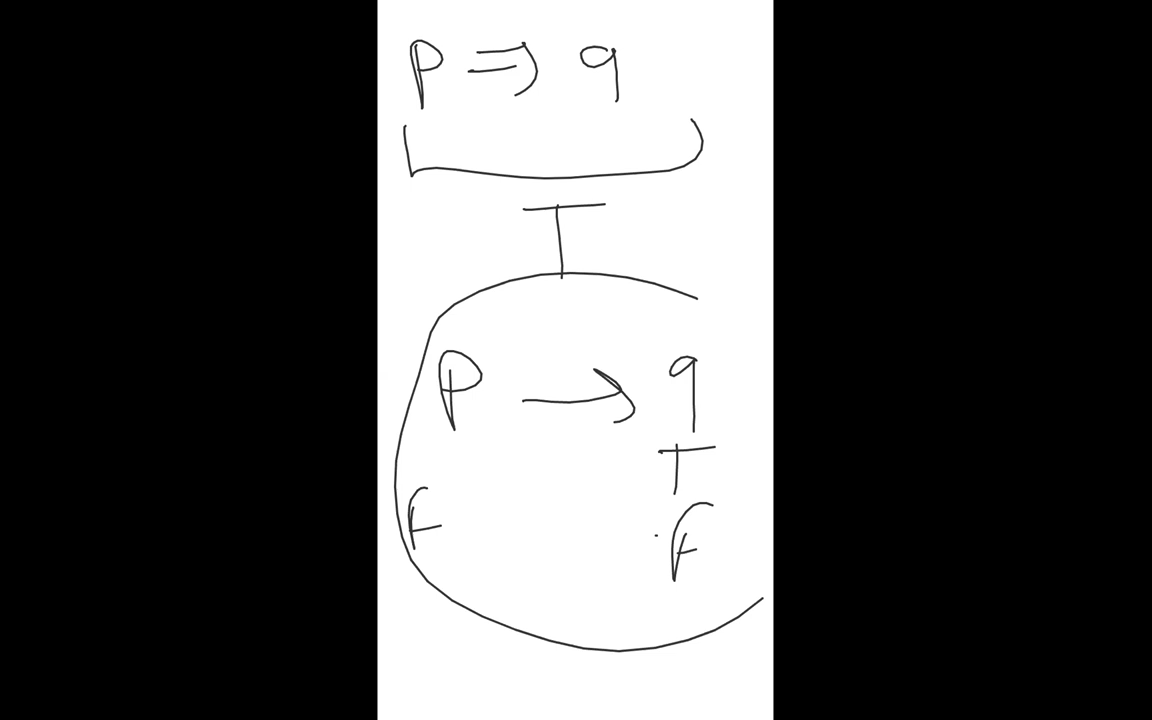 p ⇒ q
T
p → q
T
F F